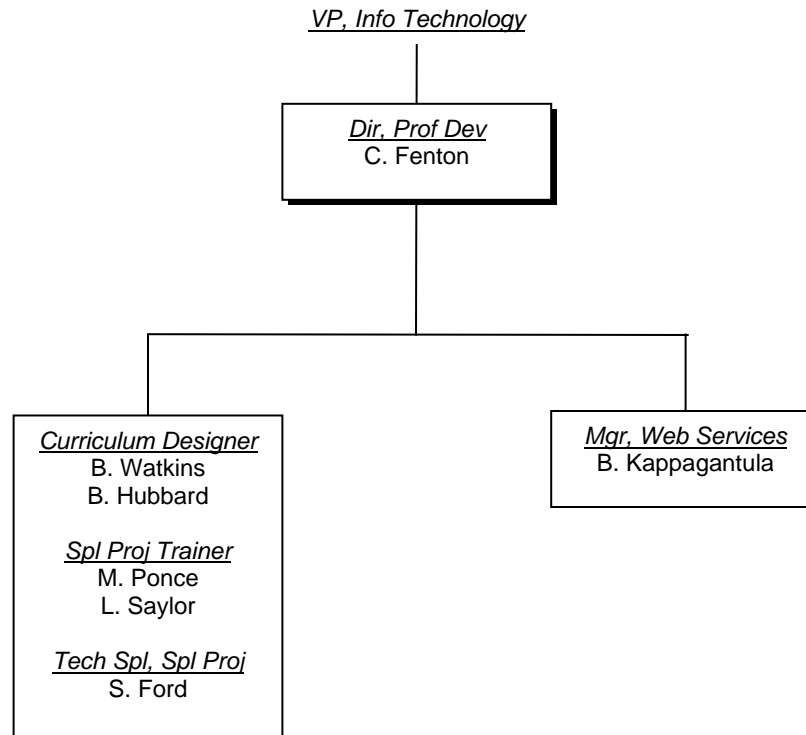 VP, Info Technology
Dir, Prof Dev
C. Fenton
Curriculum Designer
B. Watkins
B. Hubbard
Spl Proj Trainer
M. Ponce
L. Saylor
Tech Spl, Spl Proj
S. Ford
Mgr, Web Services
B. Kappagantula